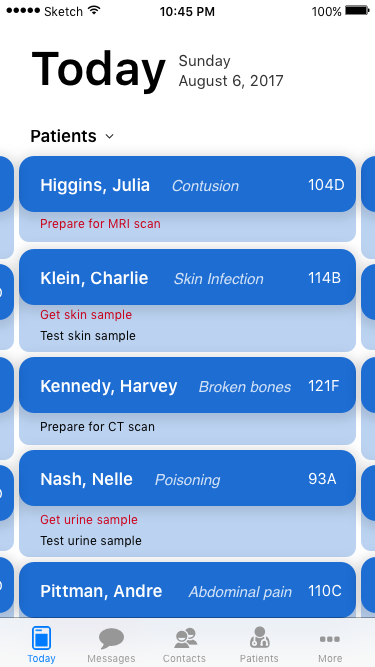 Sketch 10:45 PM 100%
Today
Sunday
August 6, 2017
Patients
Higgins, Julia Contusion 104D
Prepare for MRI scan
Klein, Charlie Skin Infection 114B
Get skin sample
Test skin sample
Kennedy, Harvey Broken bones 121F
Prepare for CT scan
Nash, Nelle Poisoning 93A
Get urine sample
Test urine sample
Pittman, Andre Abdominal pain 110C
Today Messages Contacts Patients More